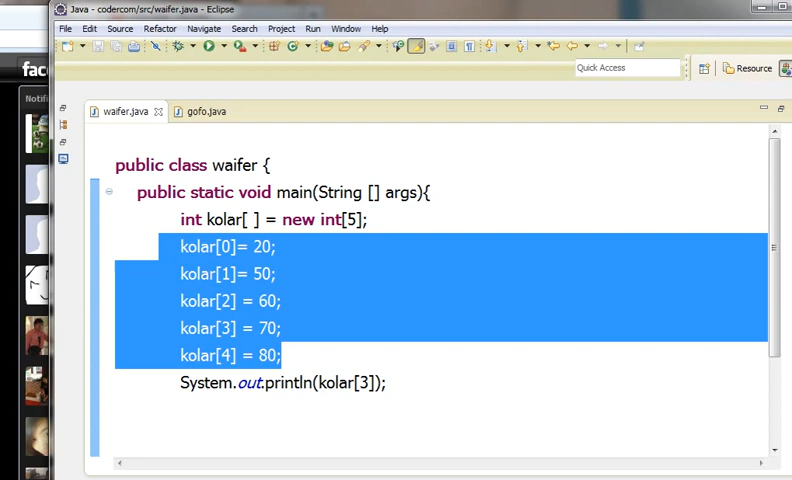 Java - codercom/src/waifer.java - Eclipse
File Edit Source Refactor Navigate Search Project Run Window Help
Quick Access
Resource
fac
Notifi
waifer.java gofo.java
public class waifer {
public static void main(String [] args){
int kolar[ ] = new int[5];
kolar[0]= 20;
kolar[1]= 50;
kolar[2] = 60;
kolar[3] = 70;
kolar[4] = 80;
System.out.println(kolar[3]);